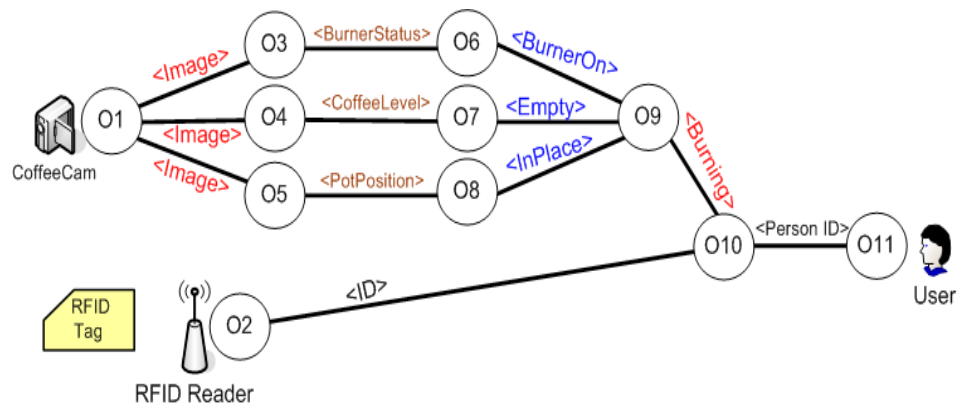 O3
<BurnerStatus>
O6
<Image>
<BurnerOn>
O1
<Image>
O4
<CoffeeLevel>
O7
<Empty>
O9
CoffeeCam
<Image>
O5
<PotPosition>
O8
<InPlace>
<Burning>
O10
<Person ID>
O11
User
<ID>
RFID
Tag
O2
RFID Reader